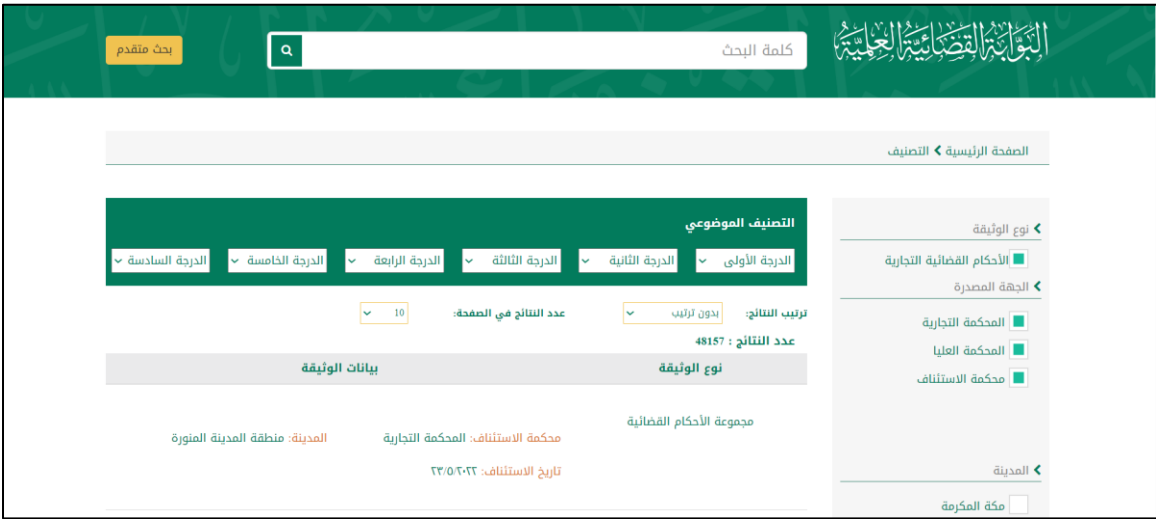 البوابة القضائية العلمية
كلمة البحث
بحث متقدم
الصفحة الرئيسية التصنيف
نوع الوثيقة
الأحكام القضائية التجارية
الجهة المصدرة
المحكمة التجارية
المحكمة العليا
محكمة الاستئناف
المدينة
مكة المكرمة
التصنيف الموضوعي
الدرجة الأولى الدرجة الثانية الدرجة الثالثة الدرجة الرابعة الدرجة الخامسة الدرجة السادسة
ترتيب النتائج: بدون ترتيب عدد النتائج في الصفحة: 10
عدد النتائج : 48157
نوع الوثيقة بيانات الوثيقة
مجموعة الأحكام القضائية
محكمة الاستئناف: المحكمة التجارية المدينة: منطقة المدينة المنورة
تاريخ الاستئناف: ٢٣/٥/٢٠٢٢